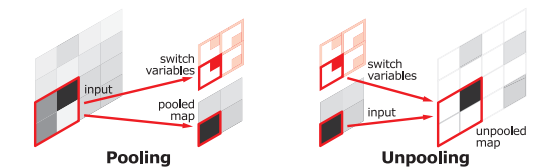 switch
variables
input
pooled
map
Pooling
switch
variables
input
unpooled
map
Unpooling